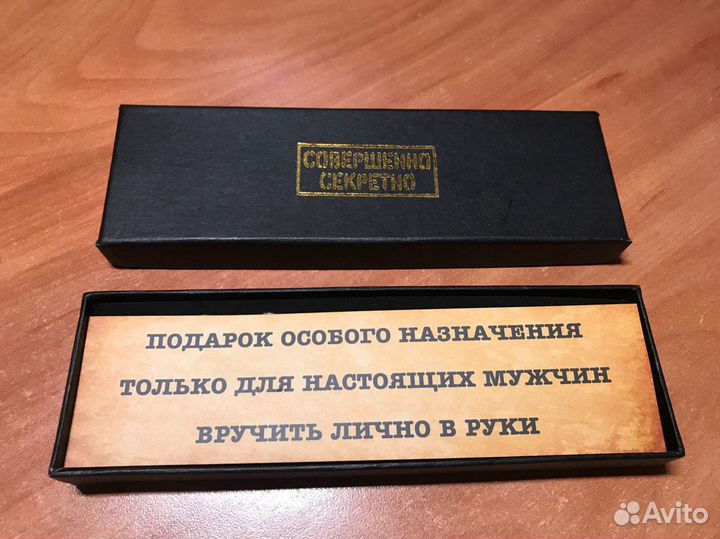 СОВЕРШЕННО
СЕКРЕТНО
ПОДАРОК ОСОБОГО НАЗНАЧЕНИЯ
ТОЛЬКО ДЛЯ НАСТОЯЩИХ МУЖЧИН
ВРУЧИТЬ ЛИЧНО В РУКИ
Avito